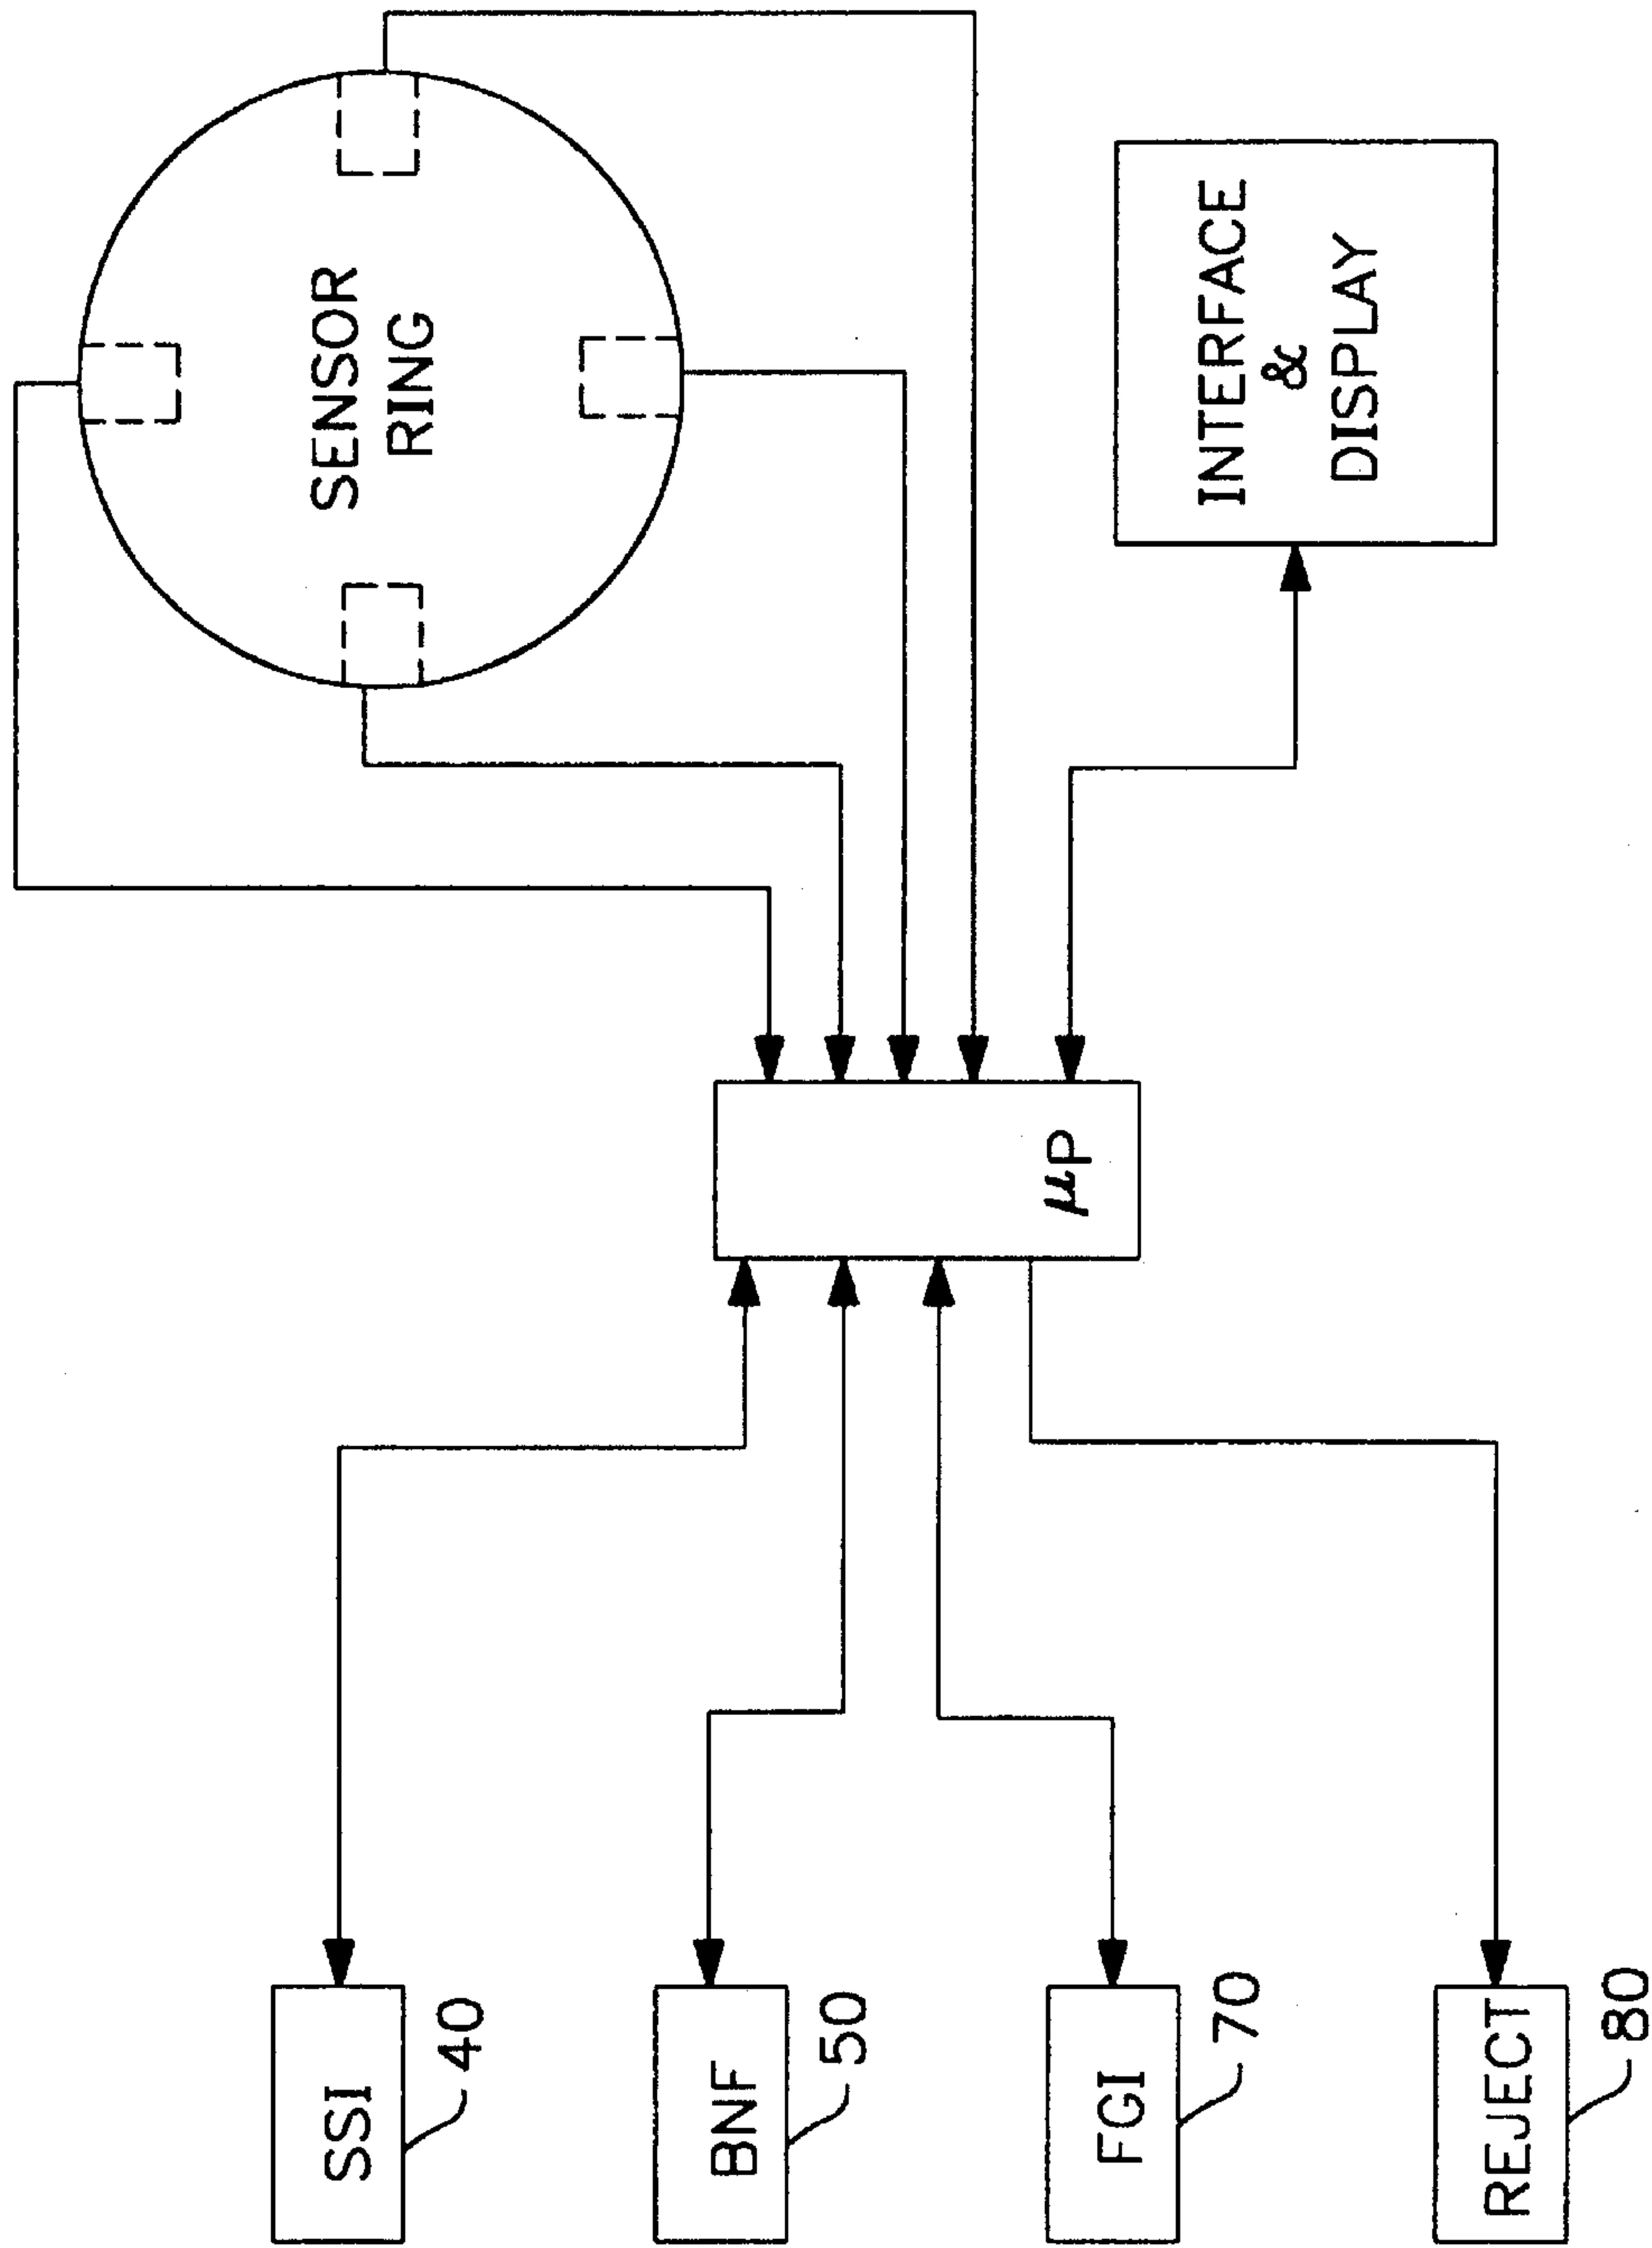 SENSOR
RING
INTERFACE
&
DISPLAY
μP
SSI
40
BNF
50
FGI
70
REJECT
80